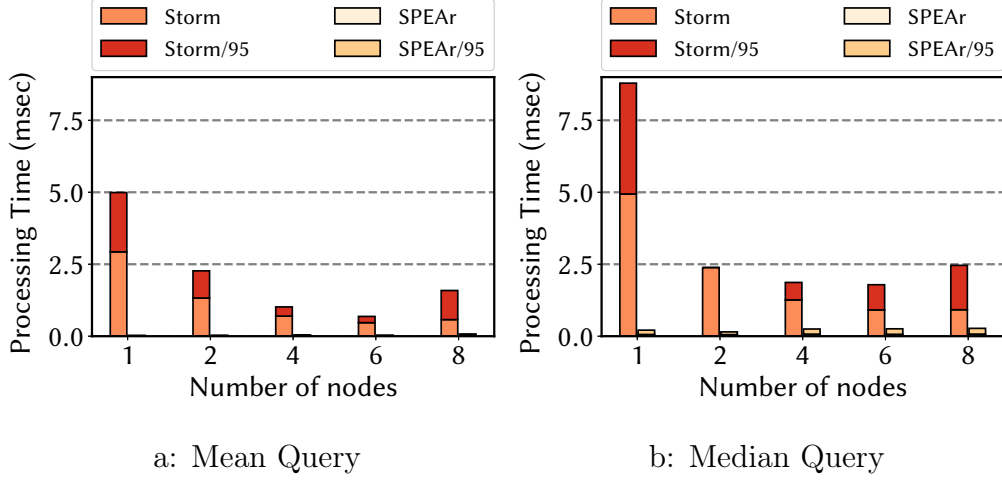 Storm SPEAr
Storm/95 SPEAr/95
Processing Time (msec)
7.5
5.0
2.5
0.0
1 2 4 6 8
Number of nodes
a: Mean Query
Storm SPEAr
Storm/95 SPEAr/95
Processing Time (msec)
7.5
5.0
2.5
0.0
1 2 4 6 8
Number of nodes
b: Median Query